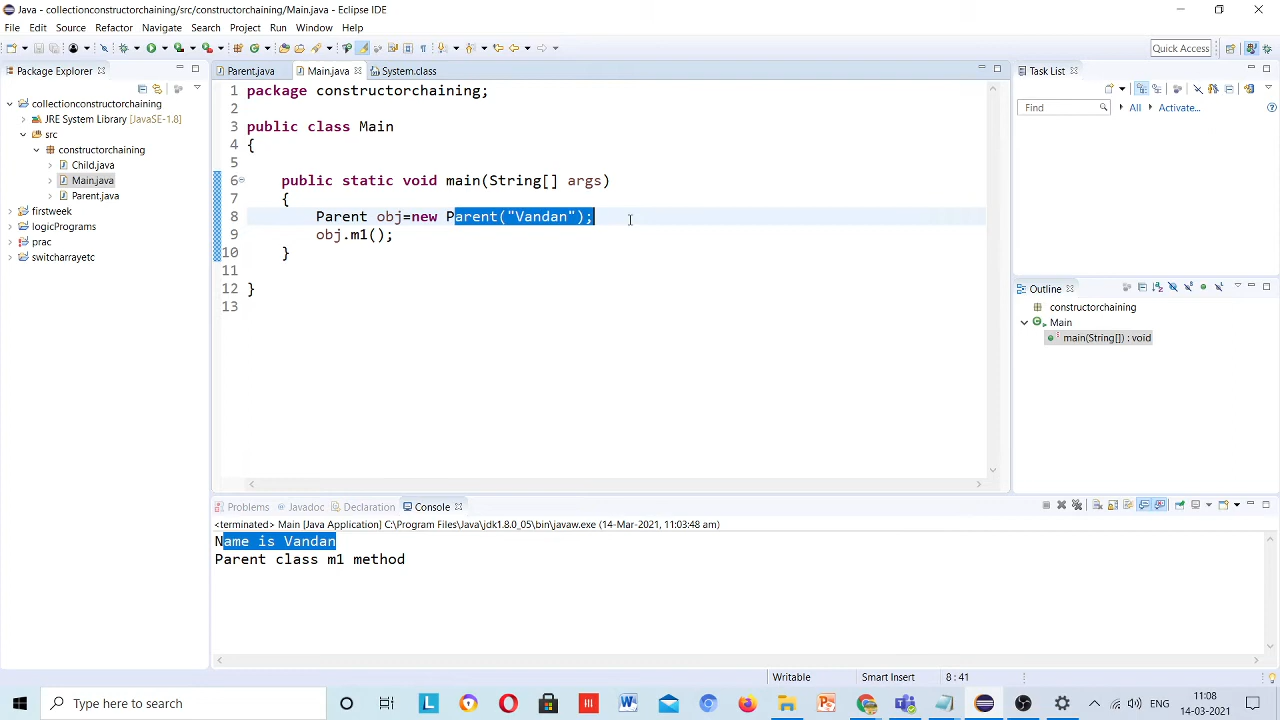 Java - collectionconstructorchaining/src/constructorchaining/Main.java - Eclipse IDE
File Edit Source Refactor Navigate Search Project Run Window Help
Quick Access
Package Explorer
Parent.java Main.java System.class
Task List
collectionconstructorchaining
JRE System Library [JavaSE-1.8]
src
constructorchaining
Child.java
Main.java
Parent.java
firstweek
logicPrograms
prac
switcharrayetc
1 package constructorchaining;
2
3 public class Main
4 {
5
6 public static void main(String[] args)
7 {
8 Parent obj=new Parent("Vandan");
9 obj.m1();
10 }
11
12 }
13
Find All Activate...
Outline
constructorchaining
Main
main(String[]) : void
Problems Javadoc Declaration Console
<terminated> Main [Java Application] C:\Program Files\Java\jdk1.8.0_05\bin\javaw.exe (14-Mar-2021, 11:03:48 am)
Name is Vandan
Parent class m1 method
Writable Smart Insert 8 : 41
Type here to search
ENG
11:08
14-03-2021